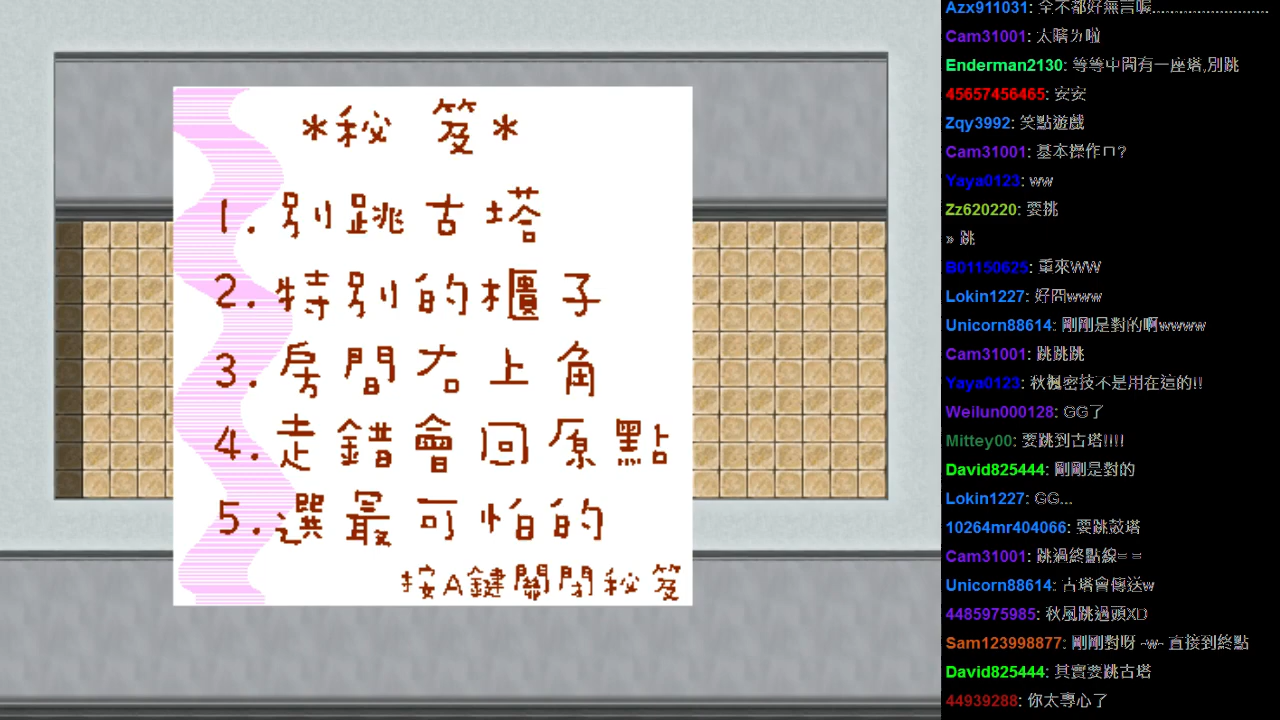 *秘 笈*
1. 別跳古塔
2. 特別的櫃子
3. 房間右上角
4. 走錯會回原點
5. 選最可怕的
按A鍵關閉秘笈
Azx911031: 全不都好無言喔...........................
Cam31001: 太瞎ㄌ啦
Enderman2130: 等等中間有一座塔,別跳
45657456465: 安安
Zqy3992: 笑點遊戲
Cam31001: 基本操作ㄇ?
Yaya0123: ww
Zz620220: 要挑
» 跳
B01150625: 重來WW
Lokin1227: 好冏www
Unicorn88614: 剛剛是對的啊wwww
Cam31001: 跳跳跳
Yaya0123: 秋楓密技不是用在這的!!
Weilun000128: GG了
Mittey00: 要跳到古塔!!!!
David825444: 剛剛是對的
Lokin1227: GG...
10264mr404066: 要跳鼓塔
Cam31001: 跳過終點線= =
Unicorn88614: 古塔會傳送w
4485975985: 秋風跳過頭XD
Sam123998877: 剛剛對呀 -w- 直接到終點
David825444: 其實要跳古塔
44939288: 你太專心了